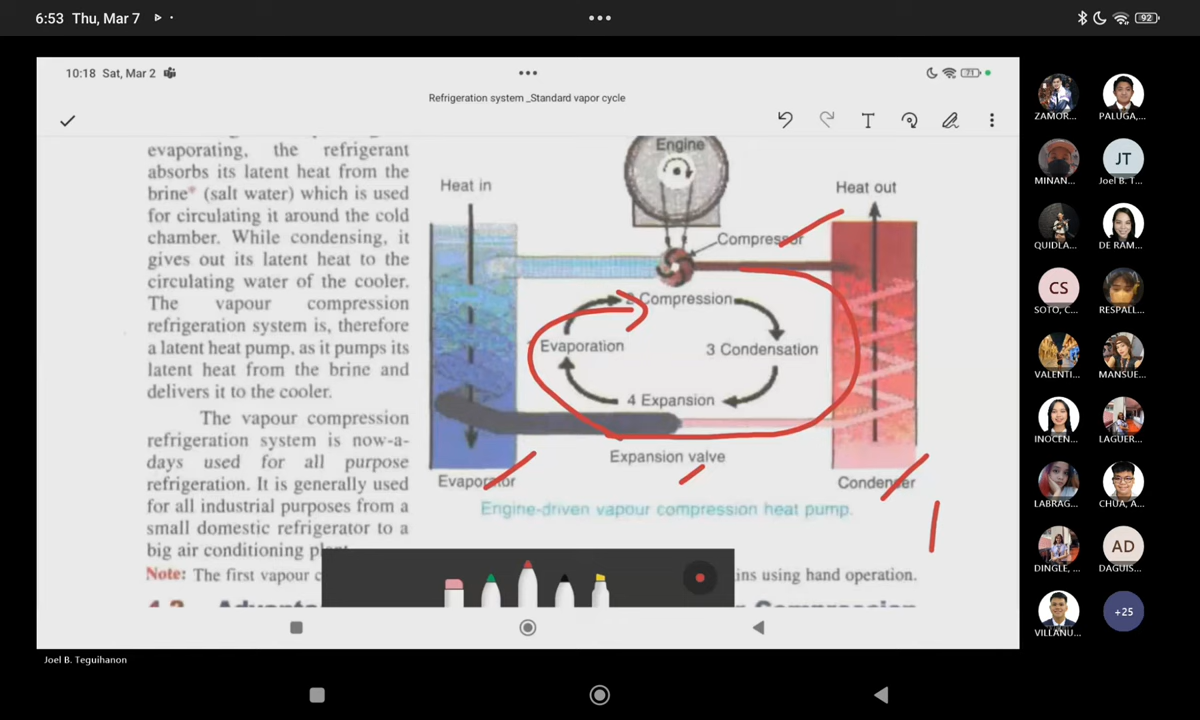 6:53 Thu, Mar 7
92
10:18 Sat, Mar 2
71
Refrigeration system _Standard vapor cycle
T
evaporating, the refrigerant
absorbs its latent heat from the
brine* (salt water) which is used
for circulating it around the cold
chamber. While condensing, it
gives out its latent heat to the
circulating water of the cooler.
The vapour compression
refrigeration system is, therefore
a latent heat pump, as it pumps its
latent heat from the brine and
delivers it to the cooler.
The vapour compression
refrigeration system is now-a-
days used for all purpose
refrigeration. It is generally used
for all industrial purposes from a
small domestic refrigerator to a
big air conditioning
Note: The first vapour c
ins using hand operation.
Engine
Heat in
Heat out
Compressor
2 Compression
Evaporation
3 Condensation
4 Expansion
Expansion valve
Evaporator
Condenser
Engine-driven vapour compression heat pump.
ZAMOR...
PALUGA,...
MINAN...
JT
Joel B. T...
QUIDLA...
DE RAM...
CS
SOTO, C...
RESPALL...
VALENTI...
MANSUE...
INOCEN...
LAGUER...
LABRAG...
CHUA, A...
DINGLE, ...
AD
DAGUIS...
VILLANU...
+25
Joel B. Teguihanon